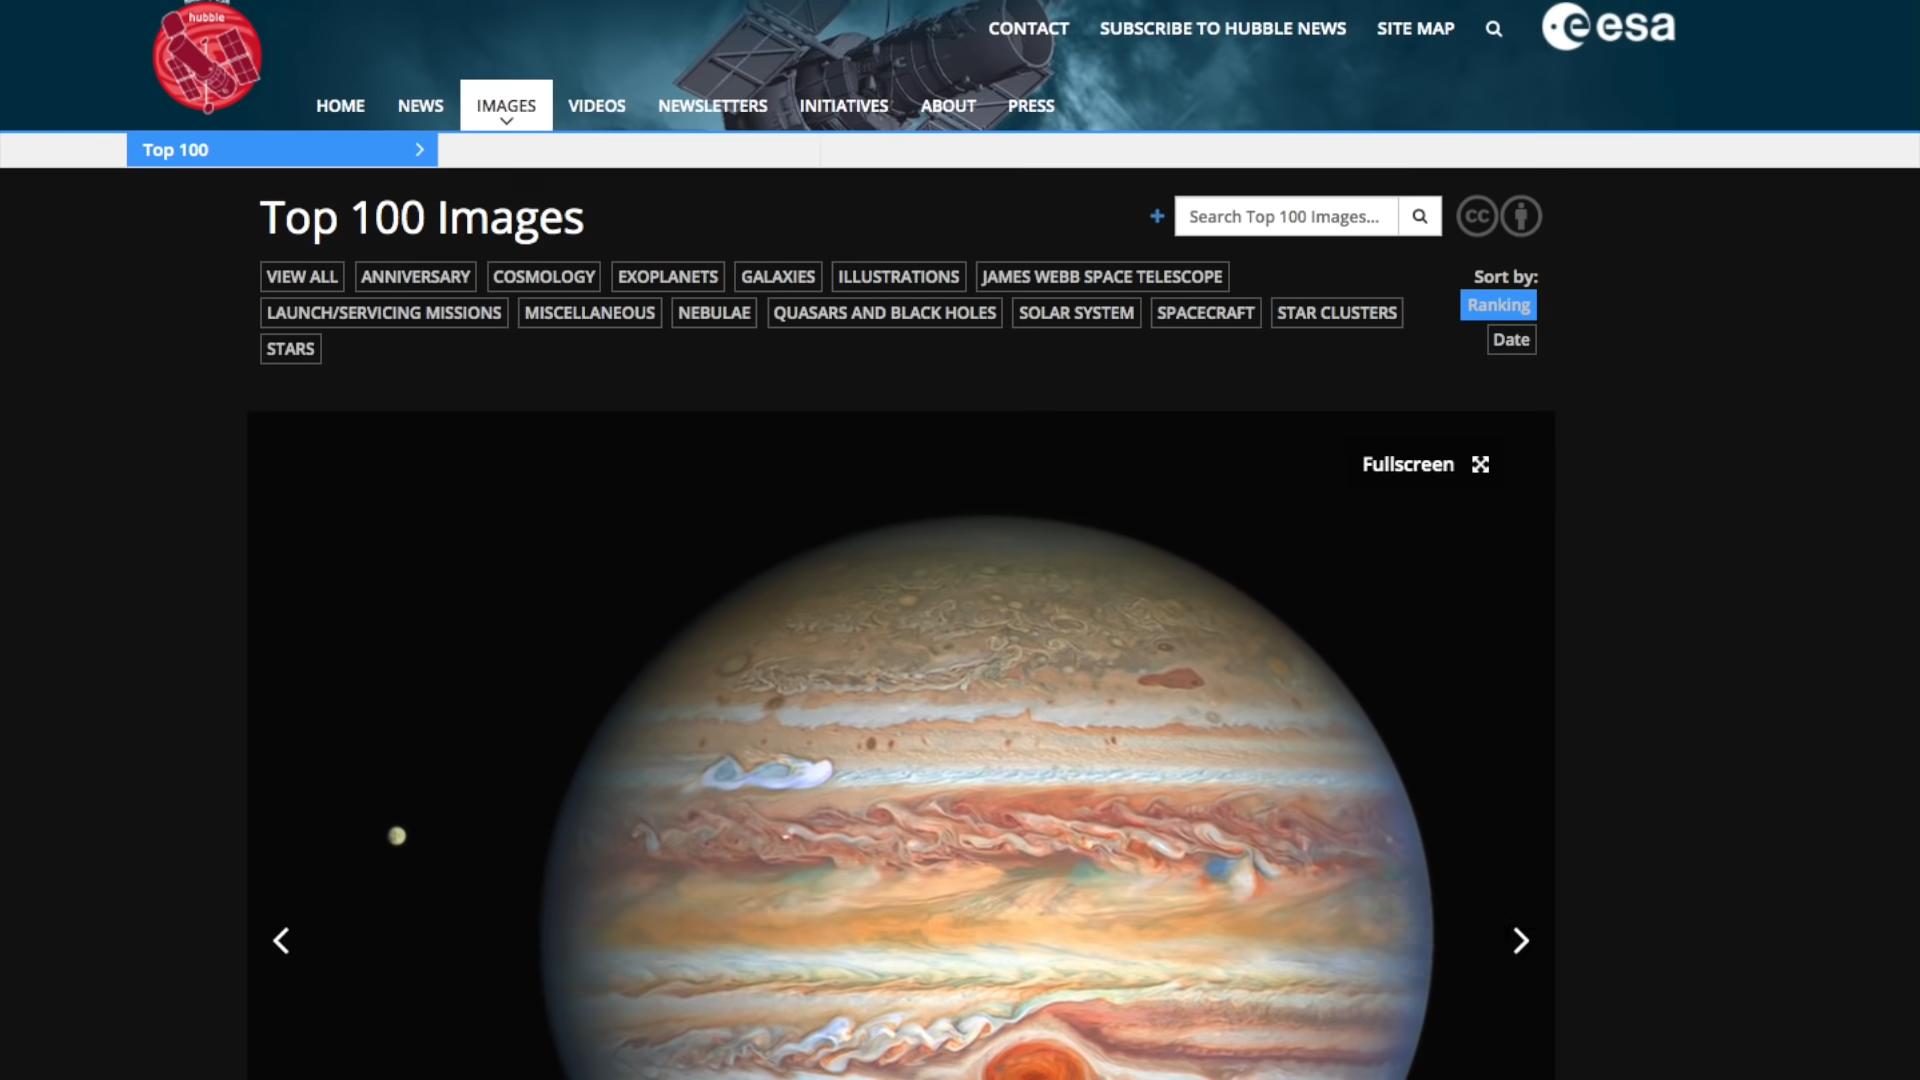 hubble
CONTACT SUBSCRIBE TO HUBBLE NEWS SITE MAP
esa
HOME NEWS IMAGES VIDEOS NEWSLETTERS INITIATIVES ABOUT PRESS
Top 100
Top 100 Images
Search Top 100 Images...
cc
VIEW ALL ANNIVERSARY COSMOLOGY EXOPLANETS GALAXIES ILLUSTRATIONS JAMES WEBB SPACE TELESCOPE
Sort by:
LAUNCH/SERVICING MISSIONS MISCELLANEOUS NEBULAE QUASARS AND BLACK HOLES SOLAR SYSTEM SPACECRAFT STAR CLUSTERS
Ranking
STARS
Date
Fullscreen